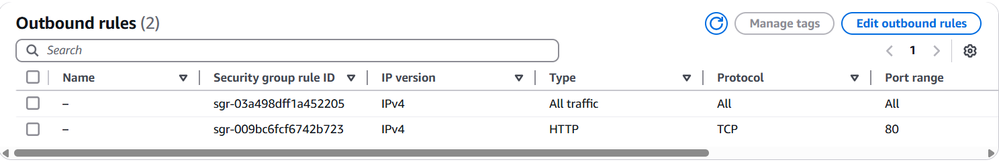 Outbound rules (2)
Manage tags
Edit outbound rules
Search
1
Name Security group rule ID IP version Type Protocol Port range
– sgr-03a498dff1a452205 IPv4 All traffic All All
– sgr-009bc6fcf6742b723 IPv4 HTTP TCP 80